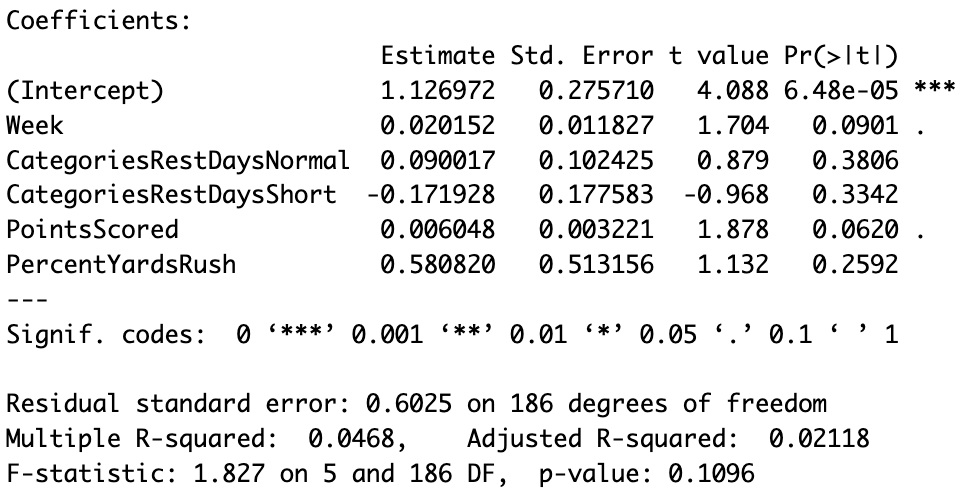 Coefficients:
                         Estimate Std. Error t value Pr(>|t|)
(Intercept)              1.126972   0.275710   4.088 6.48e-05 ***
Week                     0.020152   0.011827   1.704   0.0901 .
CategoriesRestDaysNormal 0.090017   0.102425   0.879   0.3806
CategoriesRestDaysShort -0.171928   0.177583  -0.968   0.3342
PointsScored             0.006048   0.003221   1.878   0.0620 .
PercentYardsRush         0.580820   0.513156   1.132   0.2592
---
Signif. codes:  0 ‘***’ 0.001 ‘**’ 0.01 ‘*’ 0.05 ‘.’ 0.1 ‘ ’ 1

Residual standard error: 0.6025 on 186 degrees of freedom
Multiple R-squared:  0.0468,    Adjusted R-squared:  0.02118
F-statistic: 1.827 on 5 and 186 DF,  p-value: 0.1096